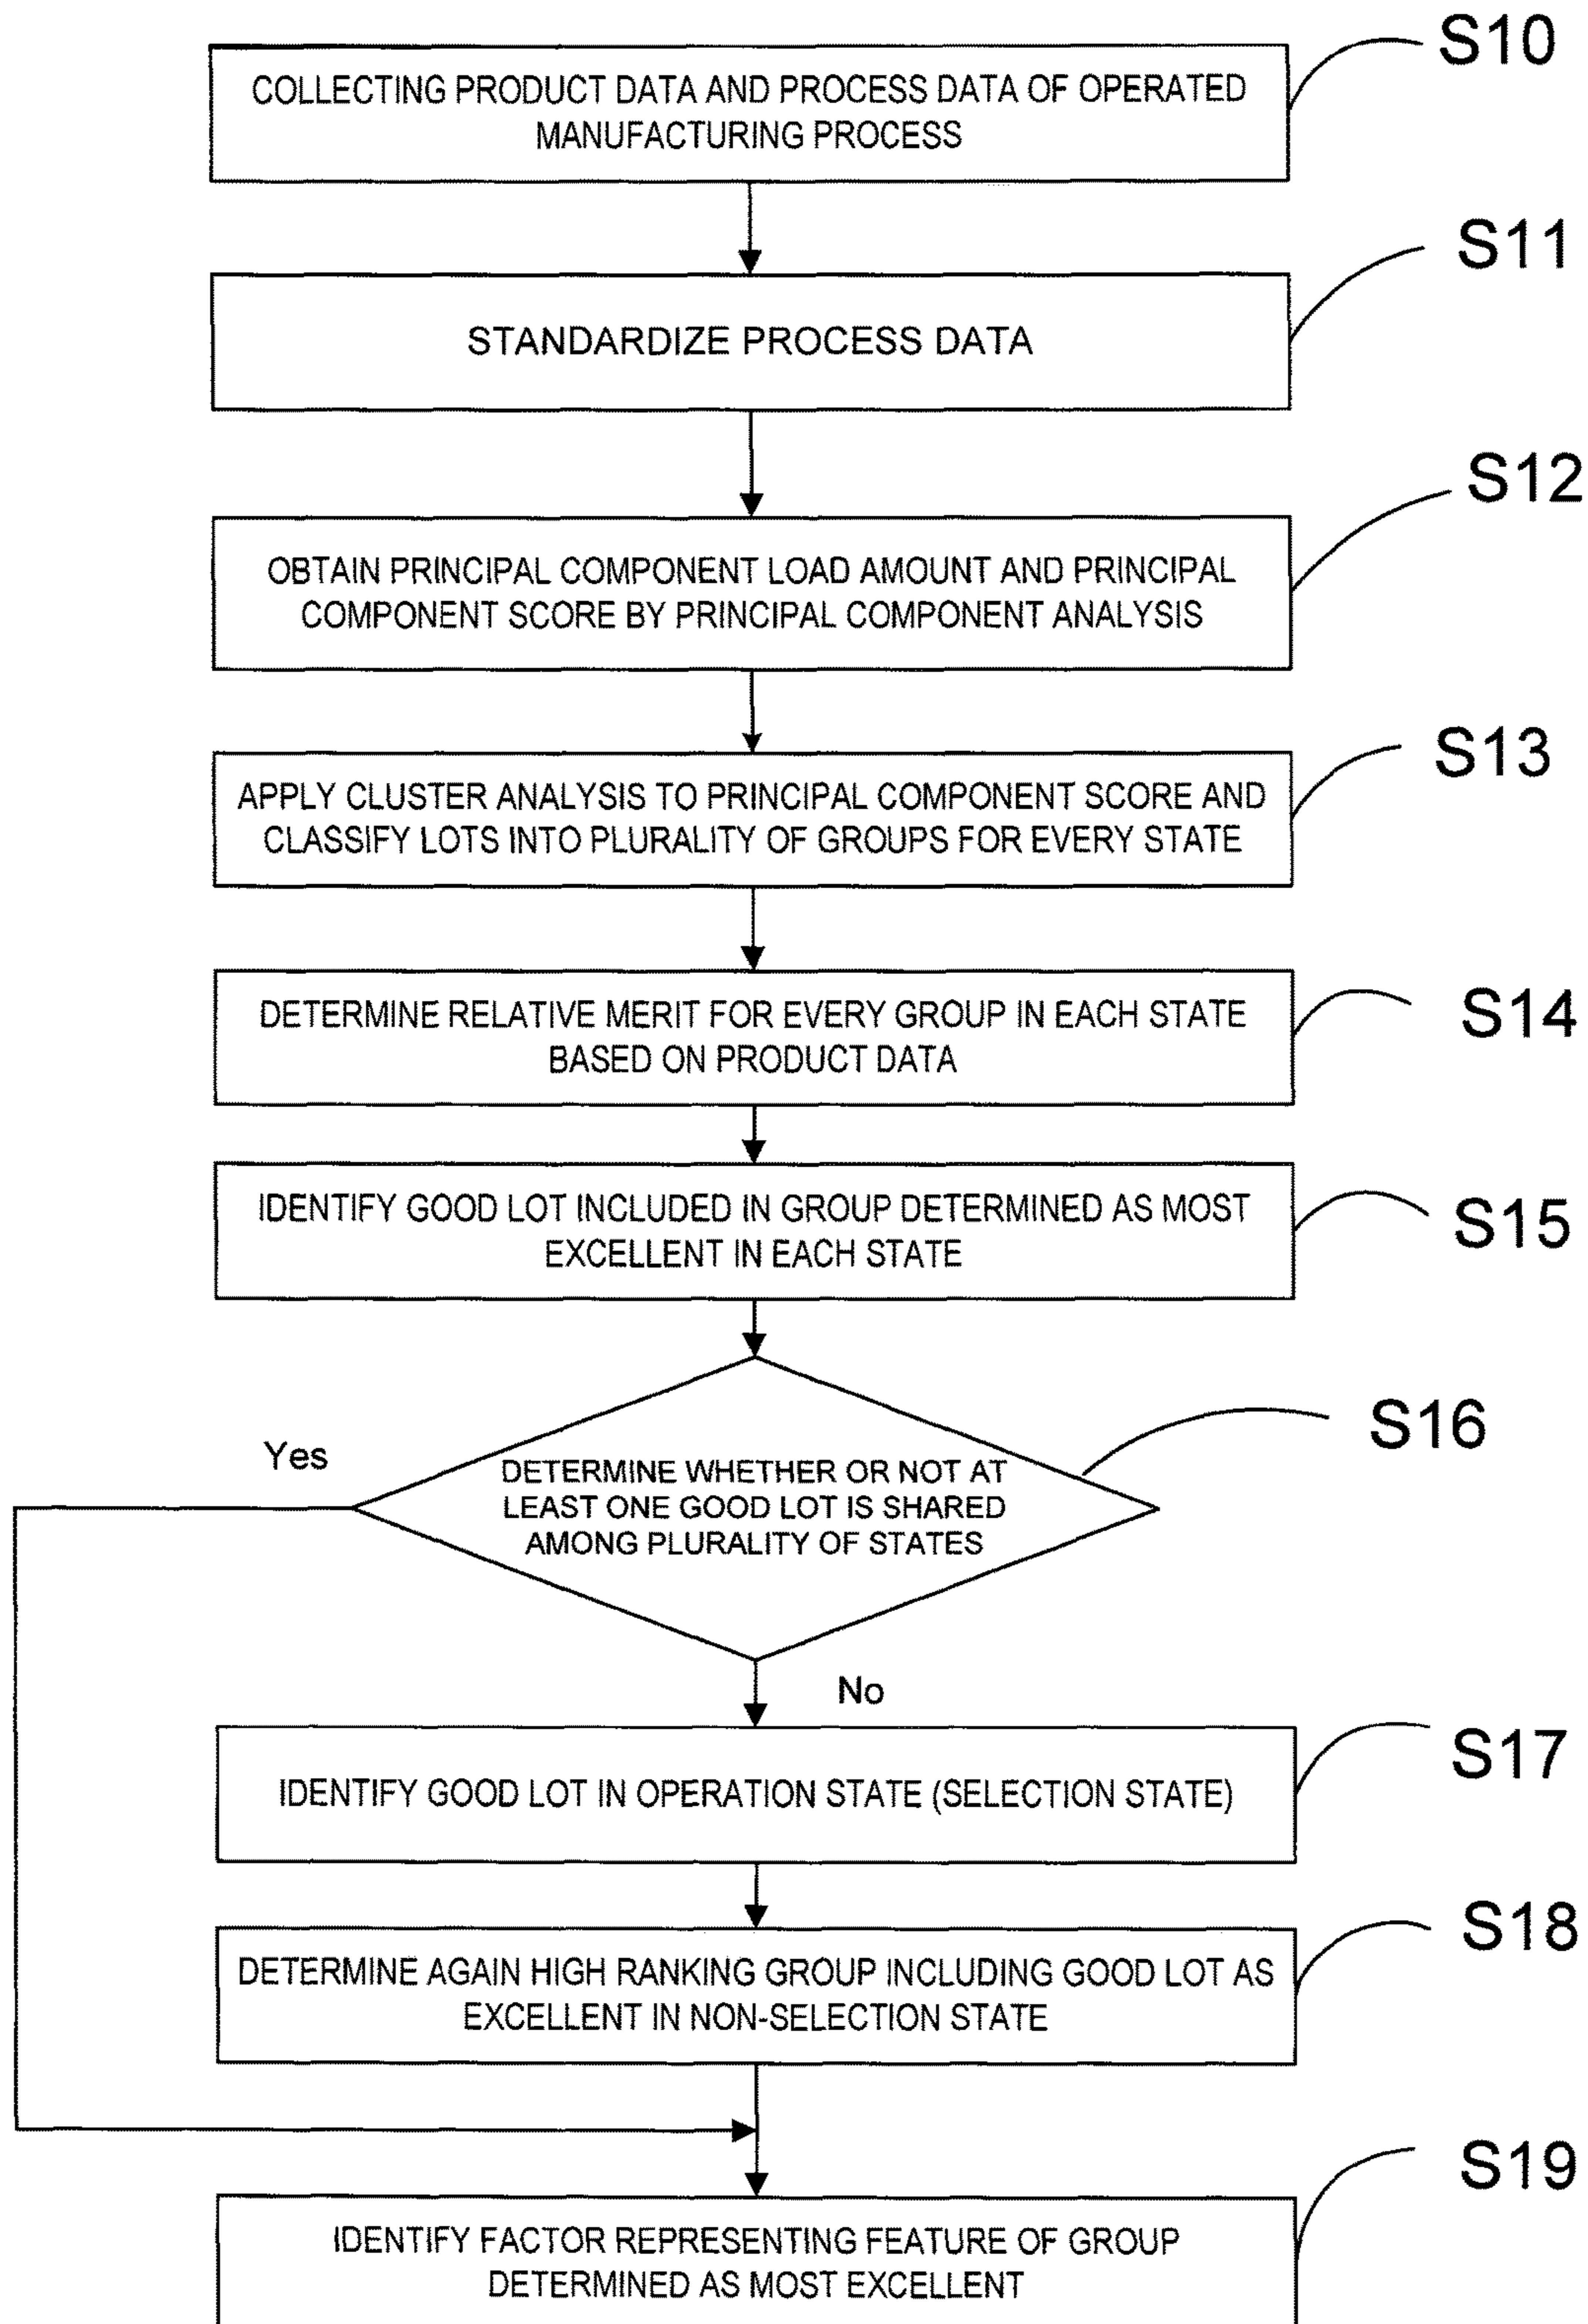 S10
COLLECTING PRODUCT DATA AND PROCESS DATA OF OPERATED
MANUFACTURING PROCESS
S11
STANDARDIZE PROCESS DATA
S12
OBTAIN PRINCIPAL COMPONENT LOAD AMOUNT AND PRINCIPAL
COMPONENT SCORE BY PRINCIPAL COMPONENT ANALYSIS
S13
APPLY CLUSTER ANALYSIS TO PRINCIPAL COMPONENT SCORE AND
CLASSIFY LOTS INTO PLURALITY OF GROUPS FOR EVERY STATE
S14
DETERMINE RELATIVE MERIT FOR EVERY GROUP IN EACH STATE
BASED ON PRODUCT DATA
S15
IDENTIFY GOOD LOT INCLUDED IN GROUP DETERMINED AS MOST
EXCELLENT IN EACH STATE
S16
Yes
DETERMINE WHETHER OR NOT AT
LEAST ONE GOOD LOT IS SHARED
AMONG PLURALITY OF STATES
No
S17
IDENTIFY GOOD LOT IN OPERATION STATE (SELECTION STATE)
S18
DETERMINE AGAIN HIGH RANKING GROUP INCLUDING GOOD LOT AS
EXCELLENT IN NON-SELECTION STATE
S19
IDENTIFY FACTOR REPRESENTING FEATURE OF GROUP
DETERMINED AS MOST EXCELLENT